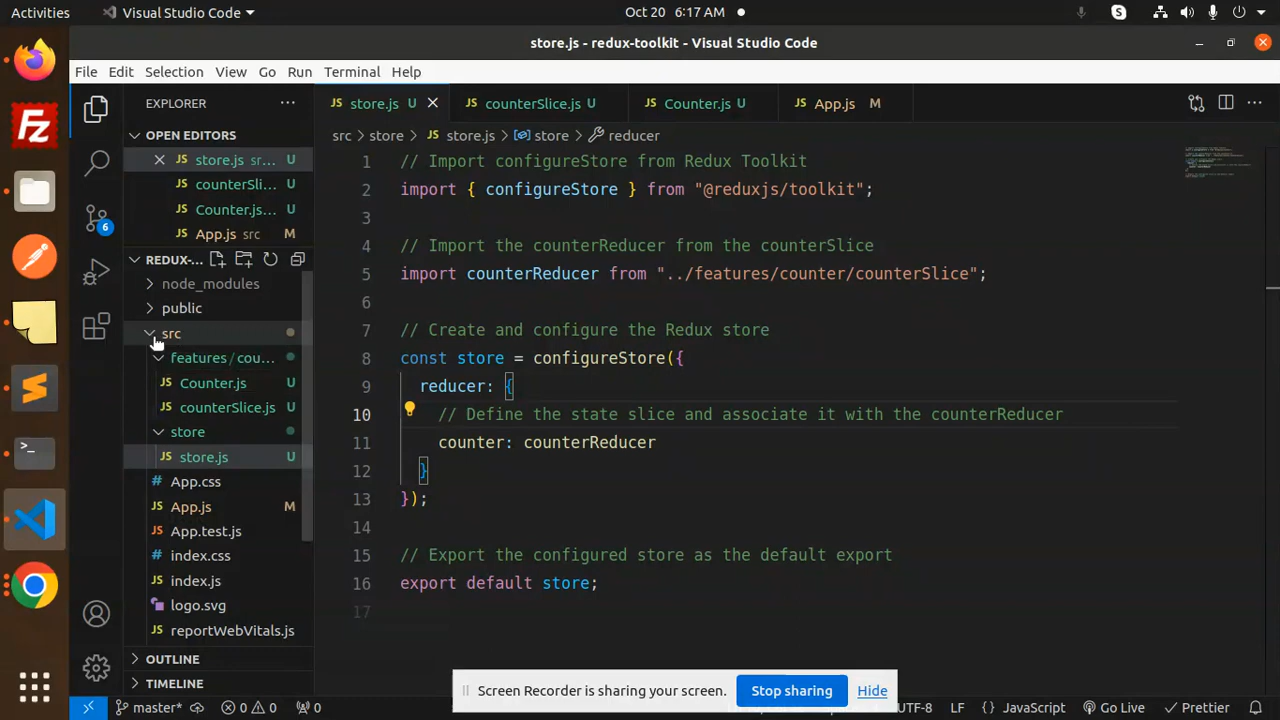 Activities
Visual Studio Code
Oct 20 6:17 AM
store.js - redux-toolkit - Visual Studio Code
File Edit Selection View Go Run Terminal Help
EXPLORER
store.js U
counterSlice.js U
Counter.js U
App.js M
OPEN EDITORS
store.js sr... U
counterSli... U
Counter.js... U
App.js src M
REDUX-...
node_modules
public
src
features / cou...
Counter.js U
counterSlice.js U
store
store.js U
App.css
App.js M
App.test.js
index.css
index.js
logo.svg
reportWebVitals.js
OUTLINE
TIMELINE
6
src > store > store.js > store > reducer
1 // Import configureStore from Redux Toolkit
2 import { configureStore } from "@reduxjs/toolkit";
3
4 // Import the counterReducer from the counterSlice
5 import counterReducer from "../features/counter/counterSlice";
6
7 // Create and configure the Redux store
8 const store = configureStore({
9 reducer: {
10 // Define the state slice and associate it with the counterReducer
11 counter: counterReducer
12 }
13 });
14
15 // Export the configured store as the default export
16 export default store;
17
Screen Recorder is sharing your screen.
Stop sharing
Hide
master* 0 0 0
UTF-8 LF {} JavaScript Go Live Prettier